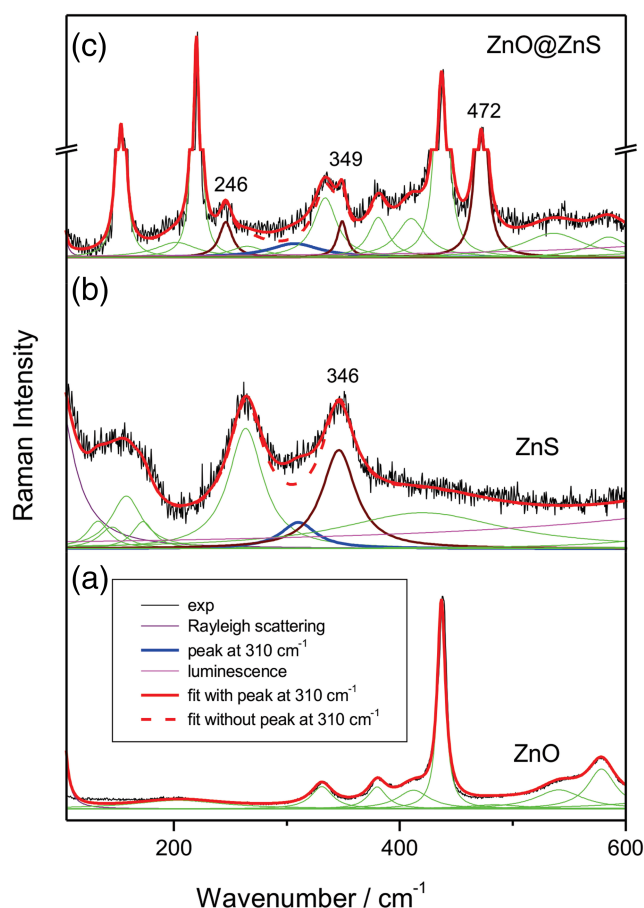 (c)
ZnO@ZnS
472
349
246
(b)
346
ZnS
(a)
exp
Rayleigh scattering
peak at 310 cm⁻¹
luminescence
fit with peak at 310 cm⁻¹
fit without peak at 310 cm⁻¹
ZnO
200
400
600
Raman Intensity
Wavenumber / cm⁻¹